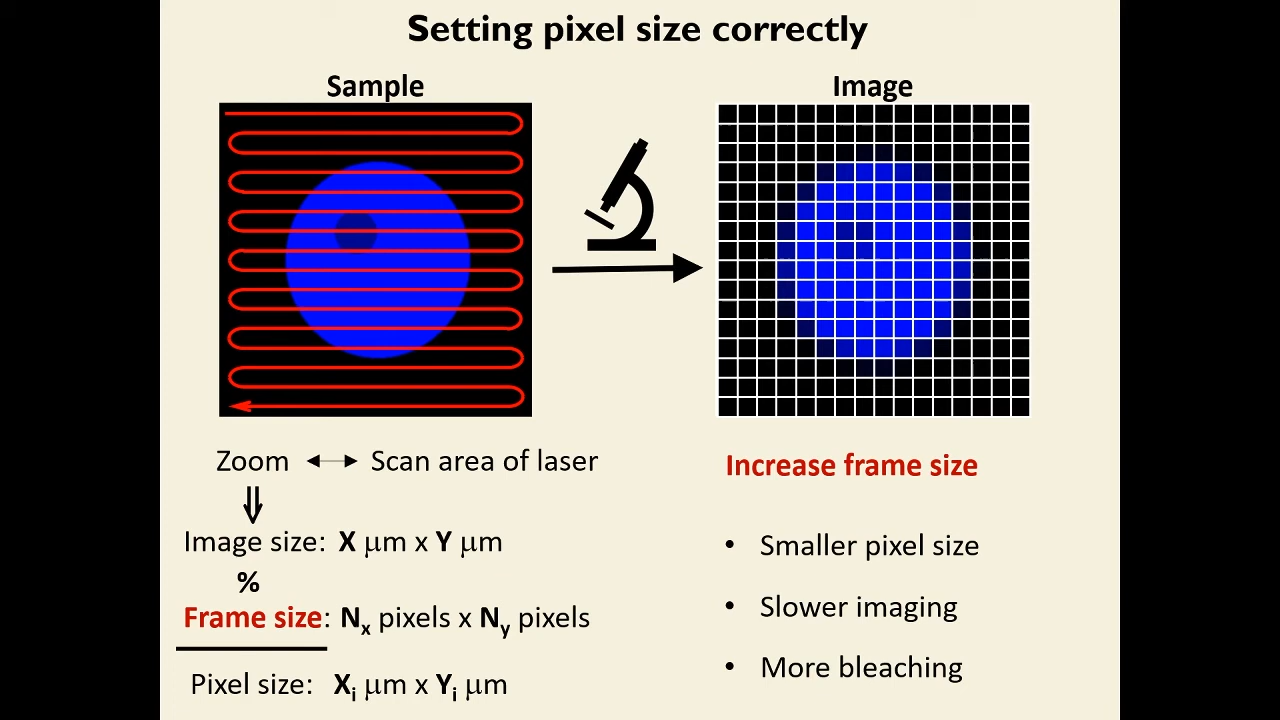 Setting pixel size correctly
Sample
Image
Zoom ↔ Scan area of laser
⇓
Image size: X μm x Y μm
%
Frame size: Nx pixels x Ny pixels
Pixel size: Xi μm x Yi μm
Increase frame size
• Smaller pixel size
• Slower imaging
• More bleaching